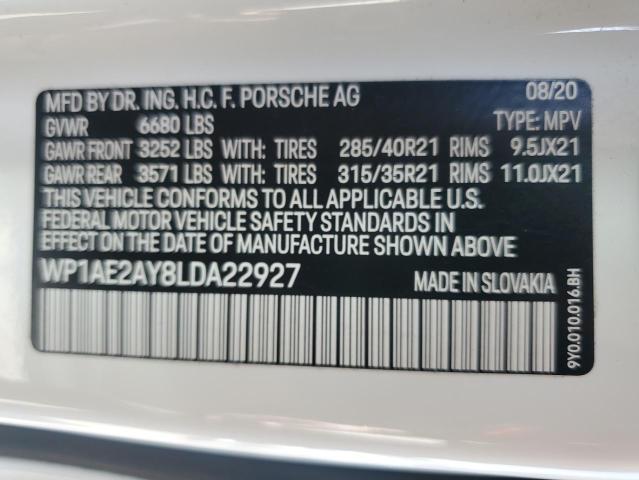 MFD BY DR. ING. H.C. F. PORSCHE AG 08/20
GVWR 6680 LBS TYPE: MPV
GAWR FRONT 3252 LBS WITH: TIRES 285/40R21 RIMS 9.5JX21
GAWR REAR 3571 LBS WITH: TIRES 315/35R21 RIMS 11.0JX21
THIS VEHICLE CONFORMS TO ALL APPLICABLE U.S.
FEDERAL MOTOR VEHICLE SAFETY STANDARDS IN
EFFECT ON THE DATE OF MANUFACTURE SHOWN ABOVE
WP1AE2AY8LDA22927 MADE IN SLOVAKIA
9Y0.010.016.BH